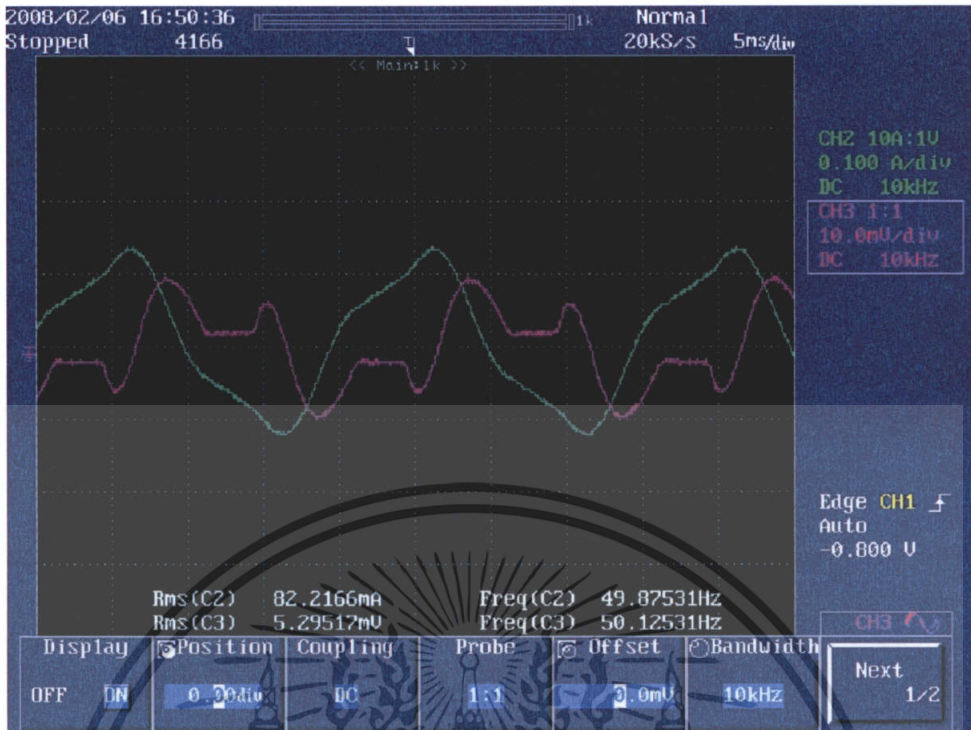 2008/02/06 16:50:36 1k Normal
Stopped 4166 T 20kS/s 5ms/div
<< Main:1k >>
CH2 10A:1V
0.100 A/div
DC 10kHz
CH3 1:1
10.0mV/div
DC 10kHz
Edge CH1
Auto
-0.800 V
Rms(C2) 82.2166mA Freq(C2) 49.87531Hz
Rms(C3) 5.29517mV Freq(C3) 50.12531Hz
CH3
Display Position Coupling Probe Offset Bandwidth
OFF ON 0.00div DC 1:1 0.0mV 10kHz
Next
1/2